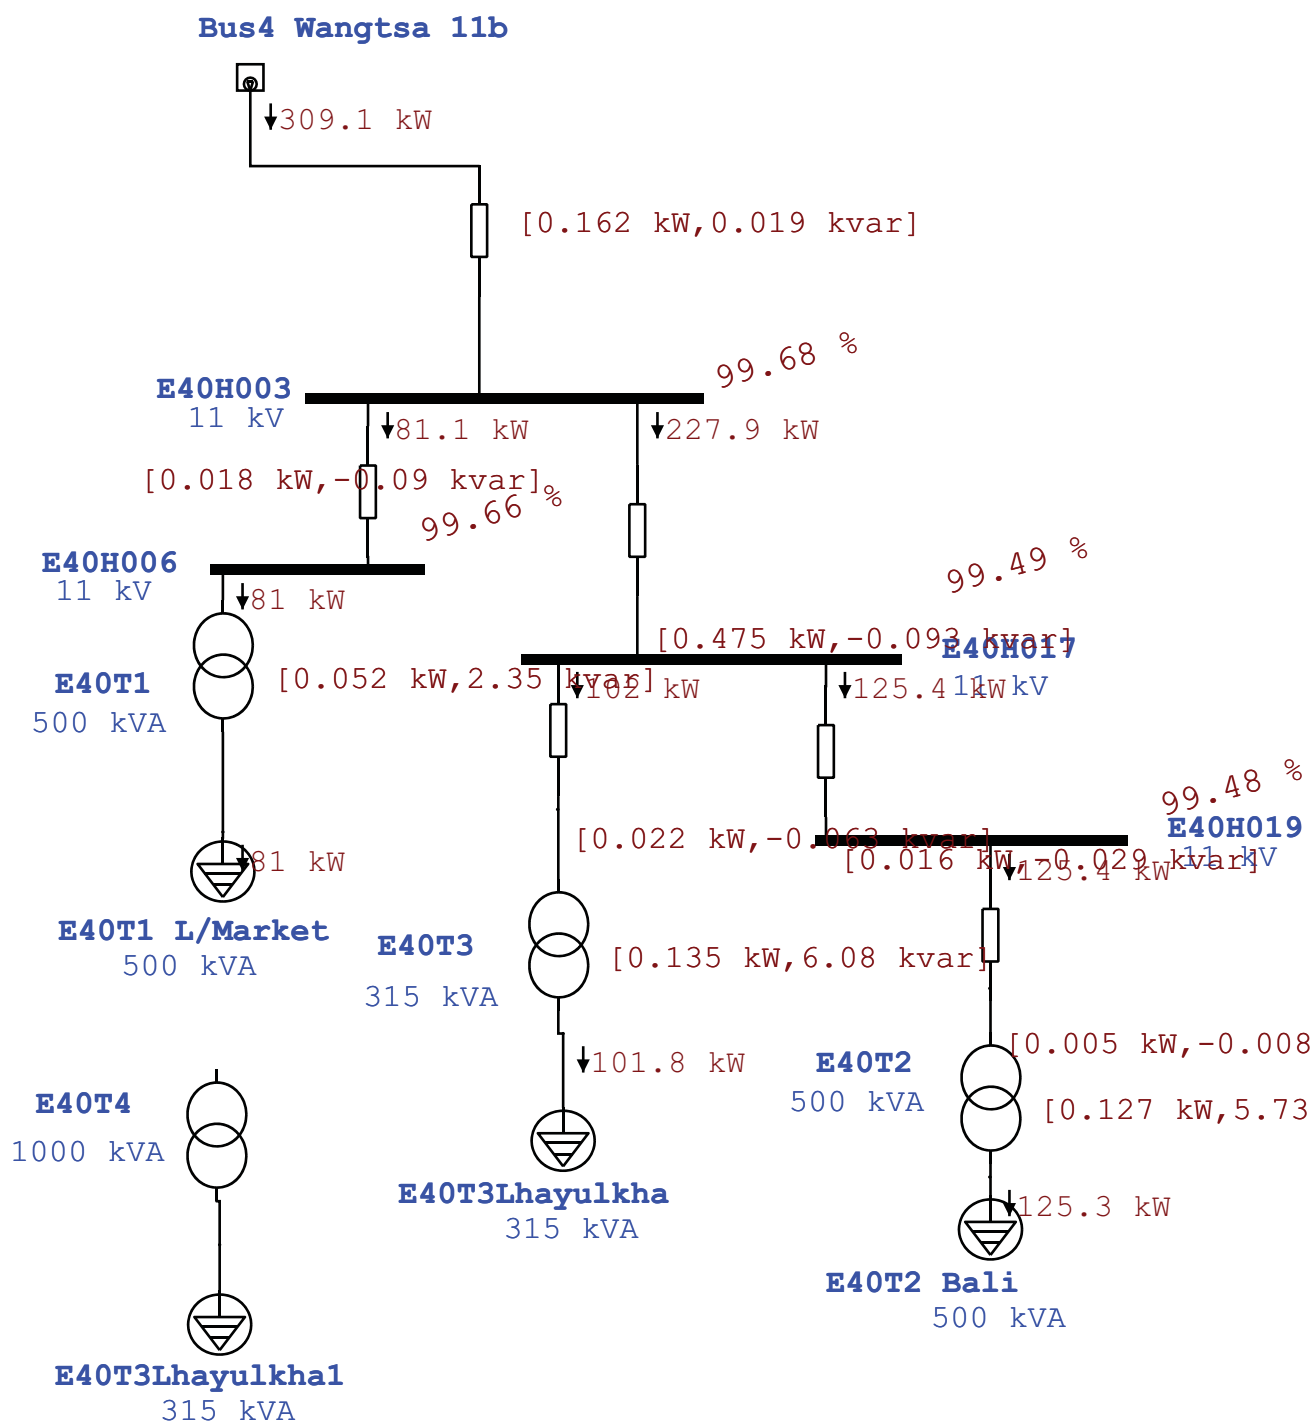 Bus4 Wangtsa 11b
309.1 kW
[0.162 kW,0.019 kvar]
99.68 %
E40H003
11 kV
81.1 kW
227.9 kW
[0.018 kW,-0.09 kvar]
99.66 %
E40H006
11 kV
81 kW
99.49 %
[0.475 kW,-0.093 kvar]
E40H017
11 kV
E40T1
500 kVA
[0.052 kW,2.35 kvar]
102 kW
125.4 kW
99.48 %
E40H019
11 kV
[0.022 kW,-0.063 kvar]
[0.016 kW,-0.029 kvar]
125.4 kW
81 kW
E40T1 L/Market
500 kVA
E40T3
315 kVA
[0.135 kW,6.08 kvar]
[0.005 kW,-0.008
E40T2
500 kVA
[0.127 kW,5.73
101.8 kW
E40T4
1000 kVA
E40T3Lhayulkha
315 kVA
125.3 kW
E40T2 Bali
500 kVA
E40T3Lhayulkha1
315 kVA